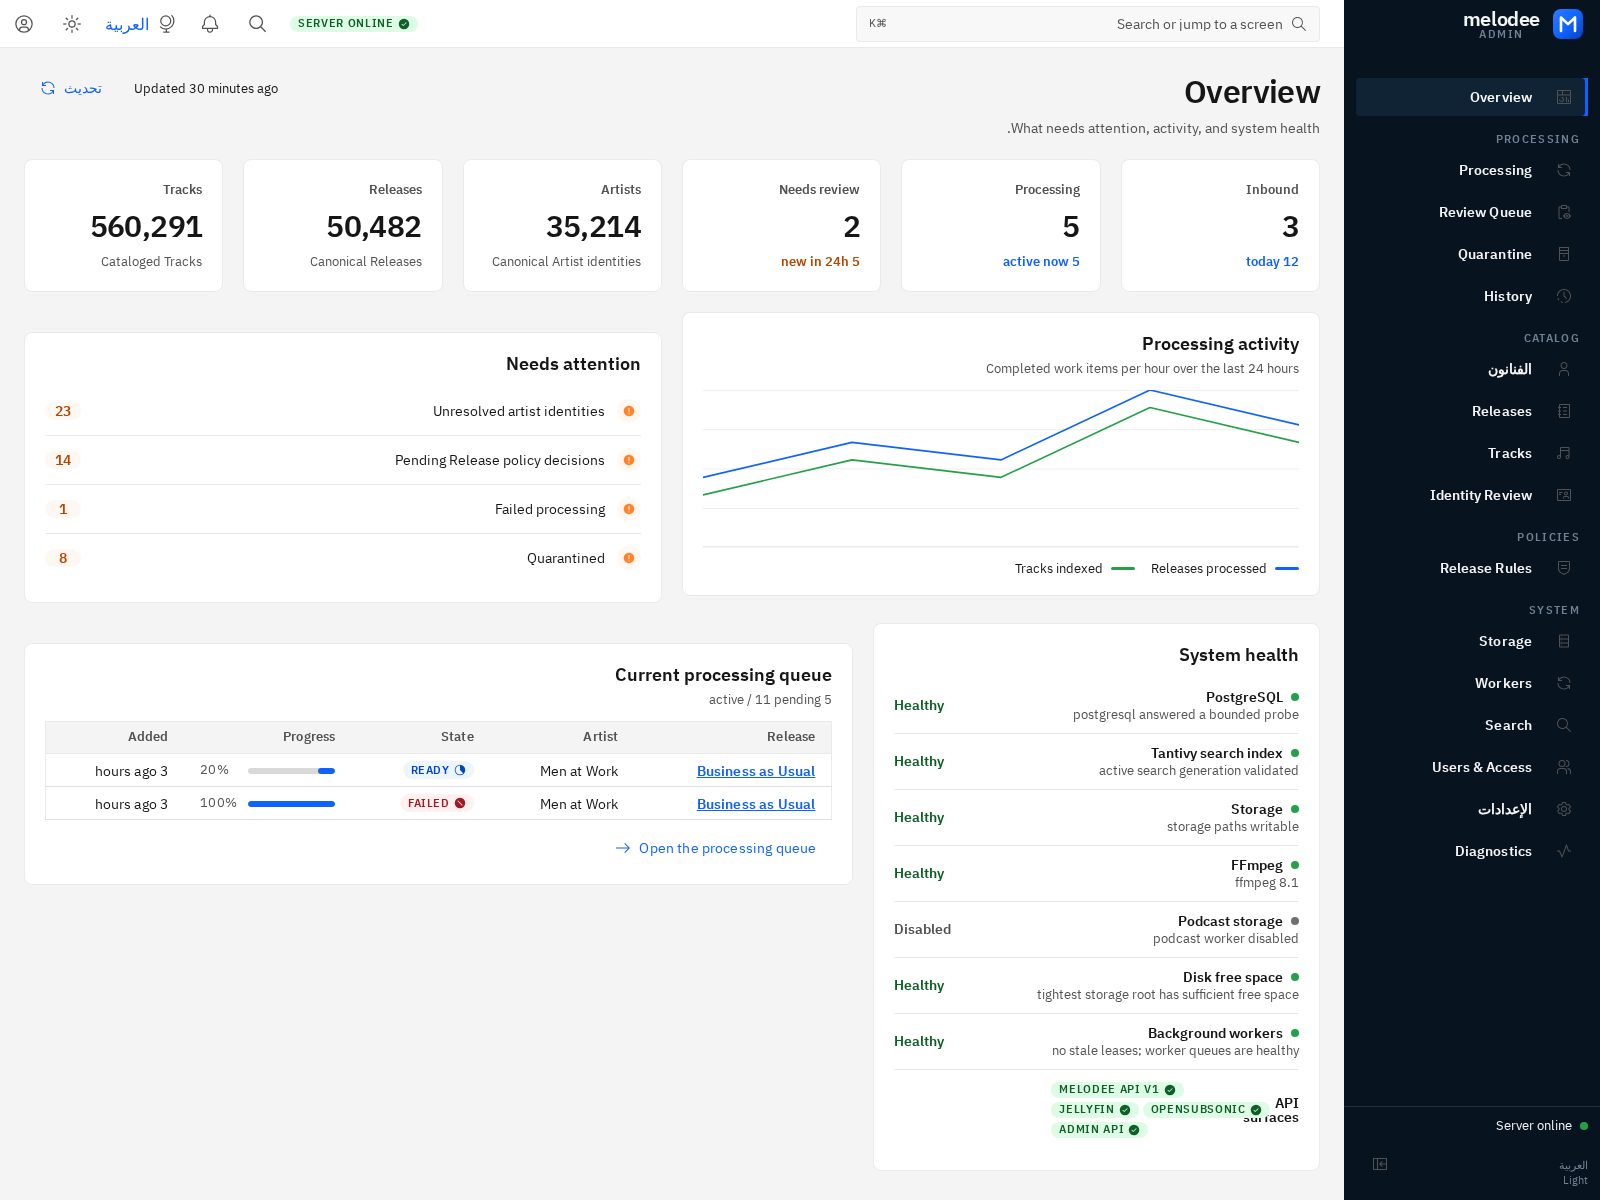 melodee
ADMIN
Overview
PROCESSING
Processing
Review Queue
Quarantine
History
CATALOG
الفنانون
Releases
Tracks
Identity Review
POLICIES
Release Rules
SYSTEM
Storage
Workers
Search
Users & Access
الإعدادات
Diagnostics
Server online
العربية
Light
Search or jump to a screen
K⌘
SERVER ONLINE
العربية
Overview
.What needs attention, activity, and system health
Updated 30 minutes ago
تحديث
Inbound
3
today 12
Processing
5
active now 5
Needs review
2
new in 24h 5
Artists
35,214
Canonical Artist identities
Releases
50,482
Canonical Releases
Tracks
560,291
Cataloged Tracks
Processing activity
Completed work items per hour over the last 24 hours
Releases processed
Tracks indexed
Needs attention
Unresolved artist identities
23
Pending Release policy decisions
14
Failed processing
1
Quarantined
8
System health
PostgreSQL
postgresql answered a bounded probe
Healthy
Tantivy search index
active search generation validated
Healthy
Storage
storage paths writable
Healthy
FFmpeg
ffmpeg 8.1
Healthy
Podcast storage
podcast worker disabled
Disabled
Disk free space
tightest storage root has sufficient free space
Healthy
Background workers
no stale leases; worker queues are healthy
Healthy
API
surfaces
MELODEE API V1
OPENSUBSONIC
JELLYFIN
ADMIN API
Current processing queue
active / 11 pending 5
Release
Artist
State
Progress
Added
Business as Usual
Men at Work
READY
20%
hours ago 3
Business as Usual
Men at Work
FAILED
100%
hours ago 3
Open the processing queue